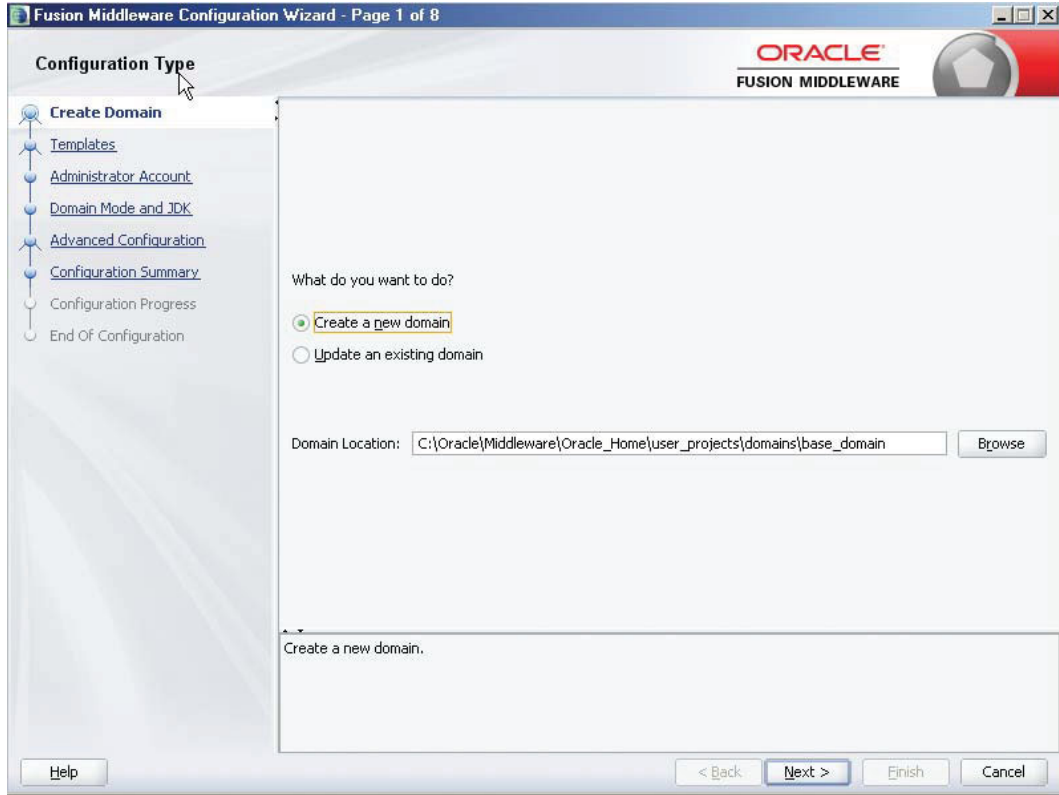 Fusion Middleware Configuration Wizard - Page 1 of 8
Configuration Type
ORACLE
FUSION MIDDLEWARE
Create Domain
Templates
Administrator Account
Domain Mode and JDK
Advanced Configuration
Configuration Summary
Configuration Progress
End Of Configuration
What do you want to do?
Create a new domain
Update an existing domain
Domain Location: C:\Oracle\Middleware\Oracle_Home\user_projects\domains\base_domain Browse
Create a new domain.
Help < Back Next > Finish Cancel